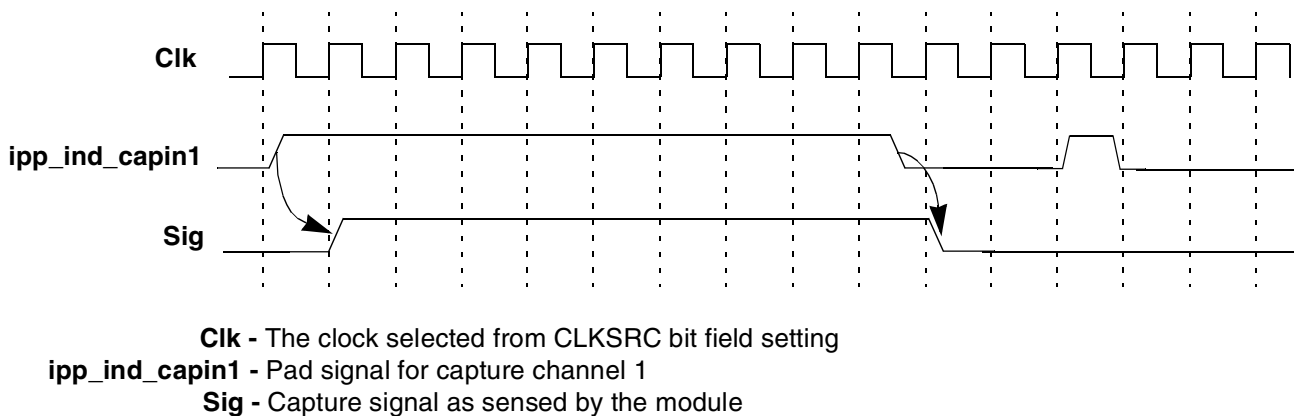 Clk
ipp_ind_capin1
Sig
Clk - The clock selected from CLKSRC bit field setting
ipp_ind_capin1 - Pad signal for capture channel 1
Sig - Capture signal as sensed by the module